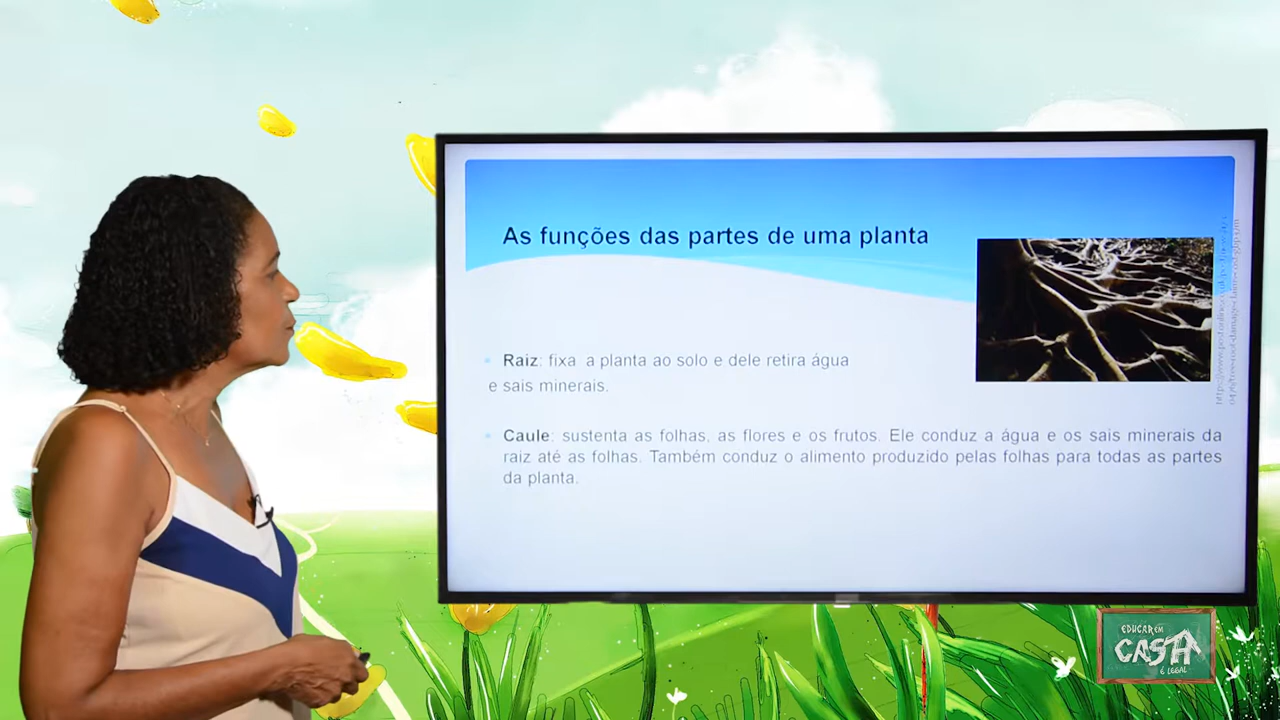 As funções das partes de uma planta
Raiz: fixa a planta ao solo e dele retira água
e sais minerais.
Caule: sustenta as folhas, as flores e os frutos. Ele conduz a água e os sais minerais da
raiz até as folhas. Também conduz o alimento produzido pelas folhas para todas as partes
da planta.
EDUCAR EM
CASA
É LEGAL